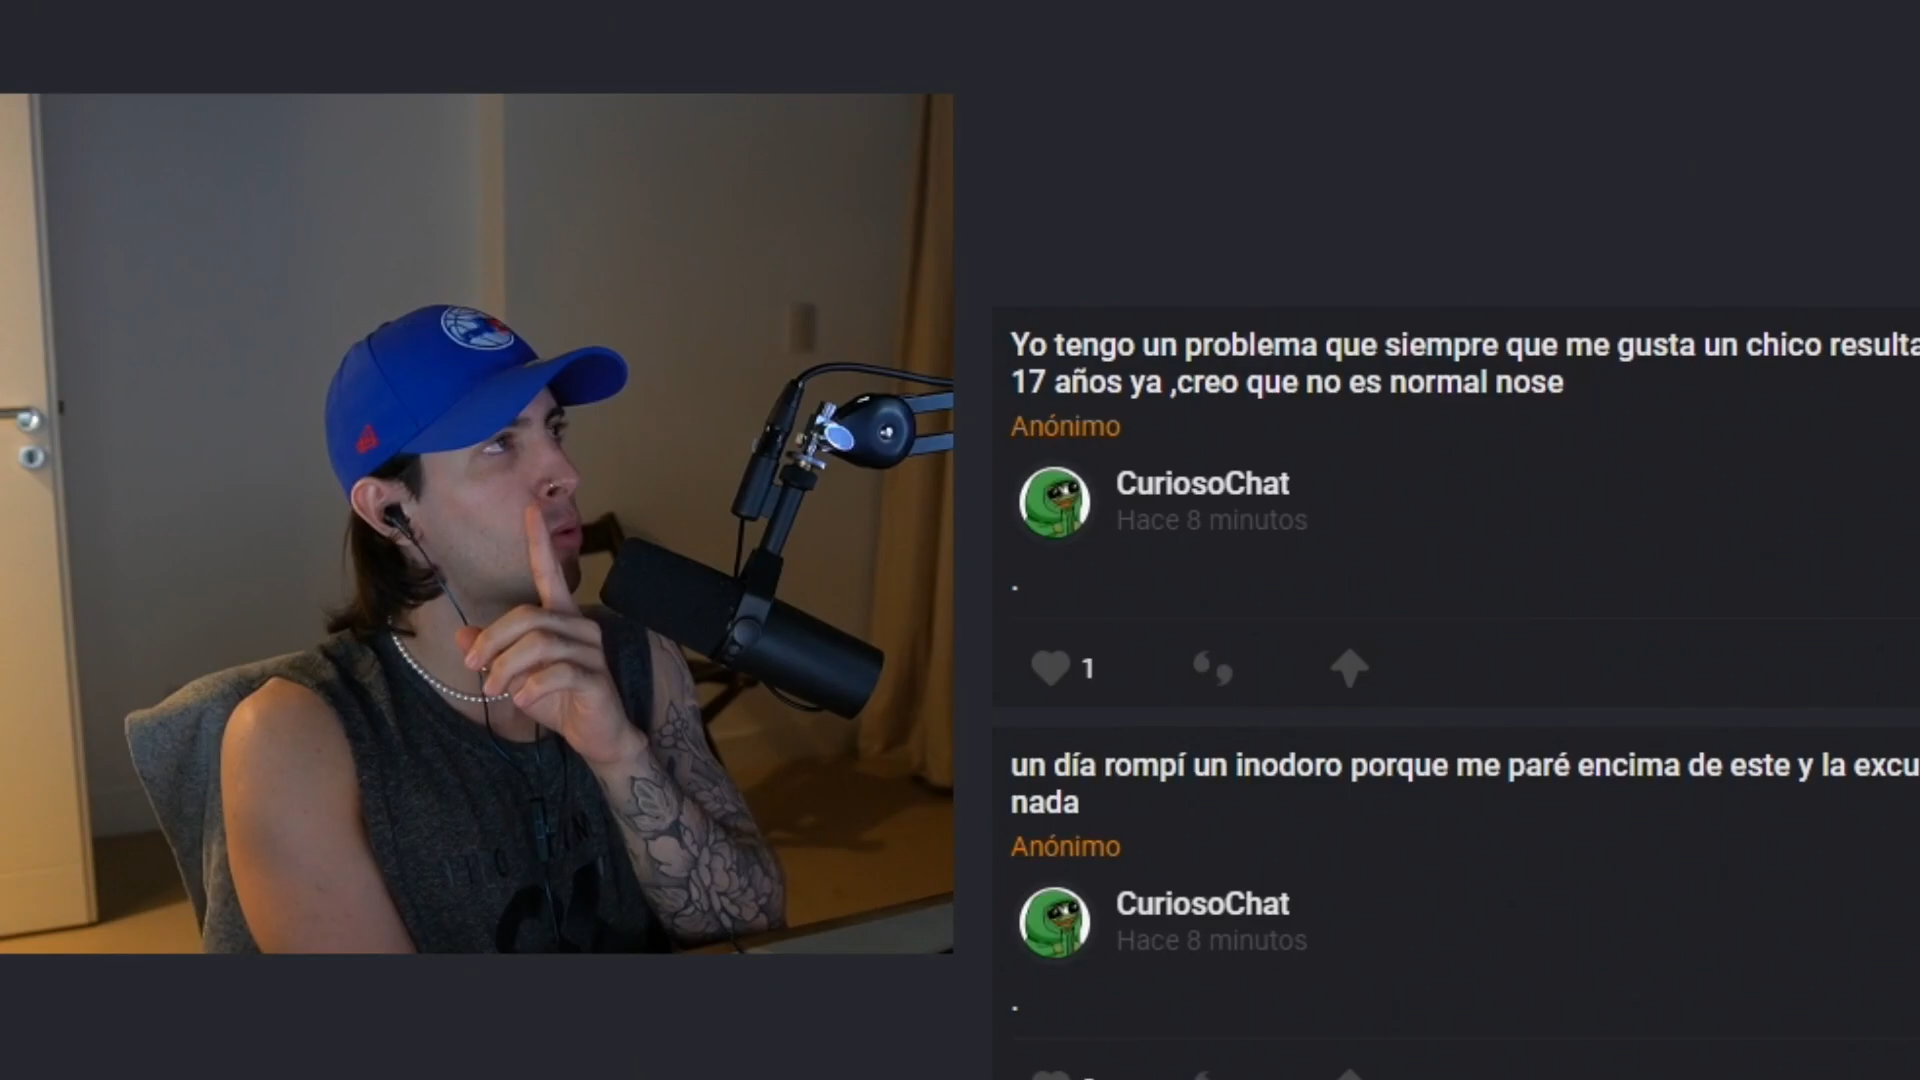 Yo tengo un problema que siempre que me gusta un chico resulta
17 años ya ,creo que no es normal nose
Anónimo
CuriosoChat
Hace 8 minutos
.
1
un día rompí un inodoro porque me paré encima de este y la excu
nada
Anónimo
CuriosoChat
Hace 8 minutos
.